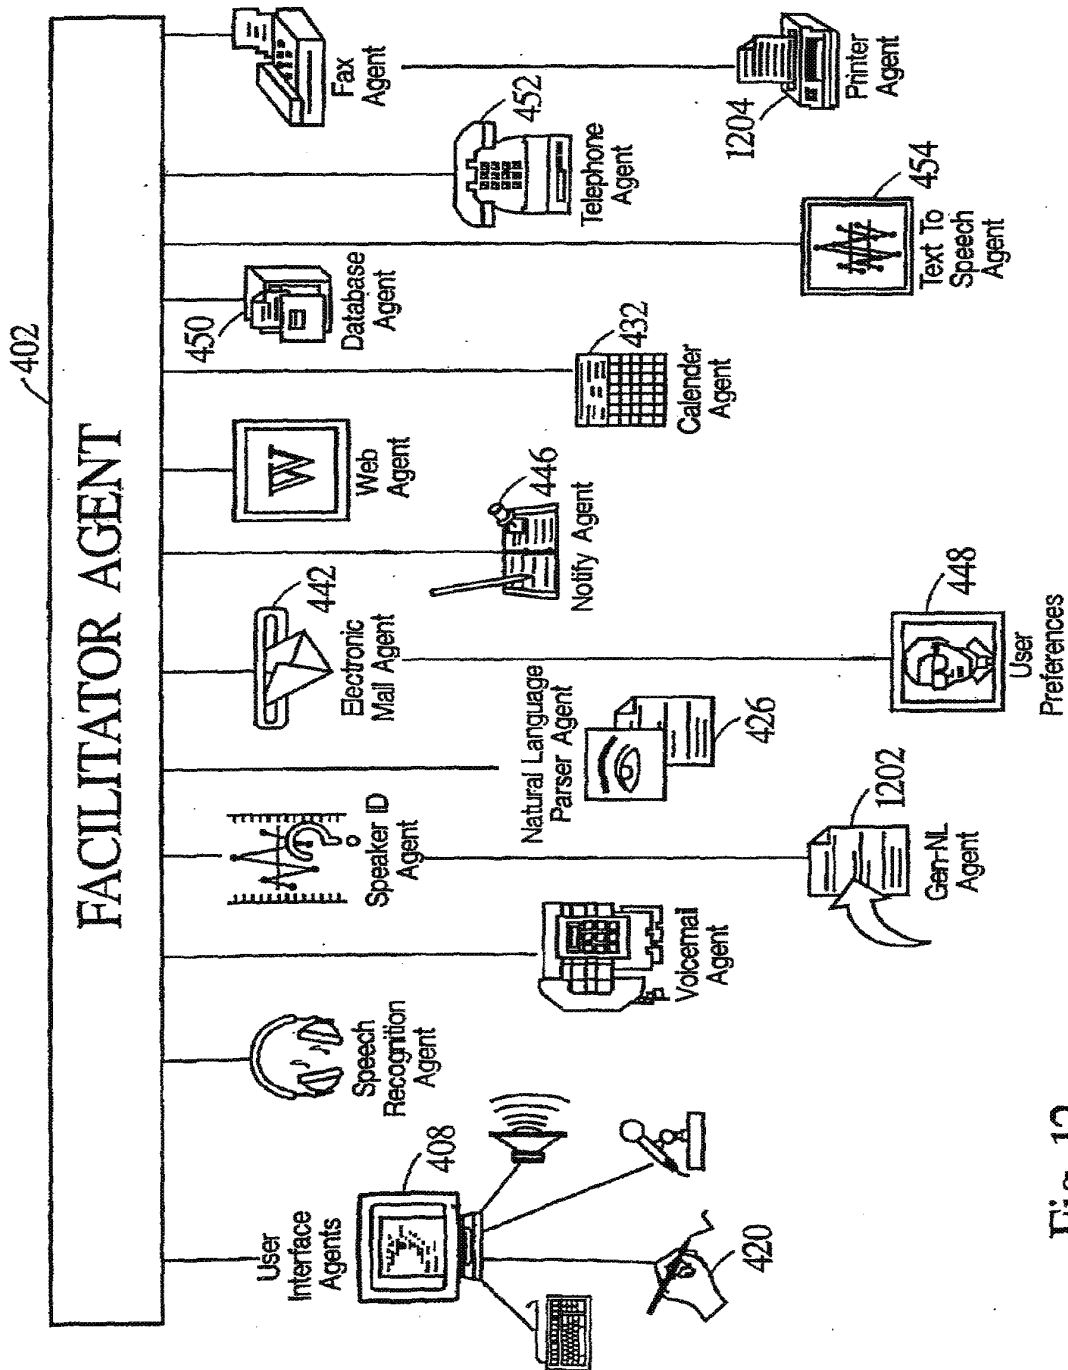 FACILITATOR AGENT
402
User
Interface
Agents
408
420
Speech
Recognition
Agent
Voicemail
Agent
Speaker ID
Agent
Gen-NL
Agent
1202
Natural Language
Parser Agent
426
Electronic
Mail Agent
442
User
Preferences
448
Notify Agent
446
Web
Agent
W
Calender
Agent
432
Database
Agent
450
Text To
Speech
Agent
454
Telephone
Agent
452
Fax
Agent
Printer
Agent
1204
Fig. 12